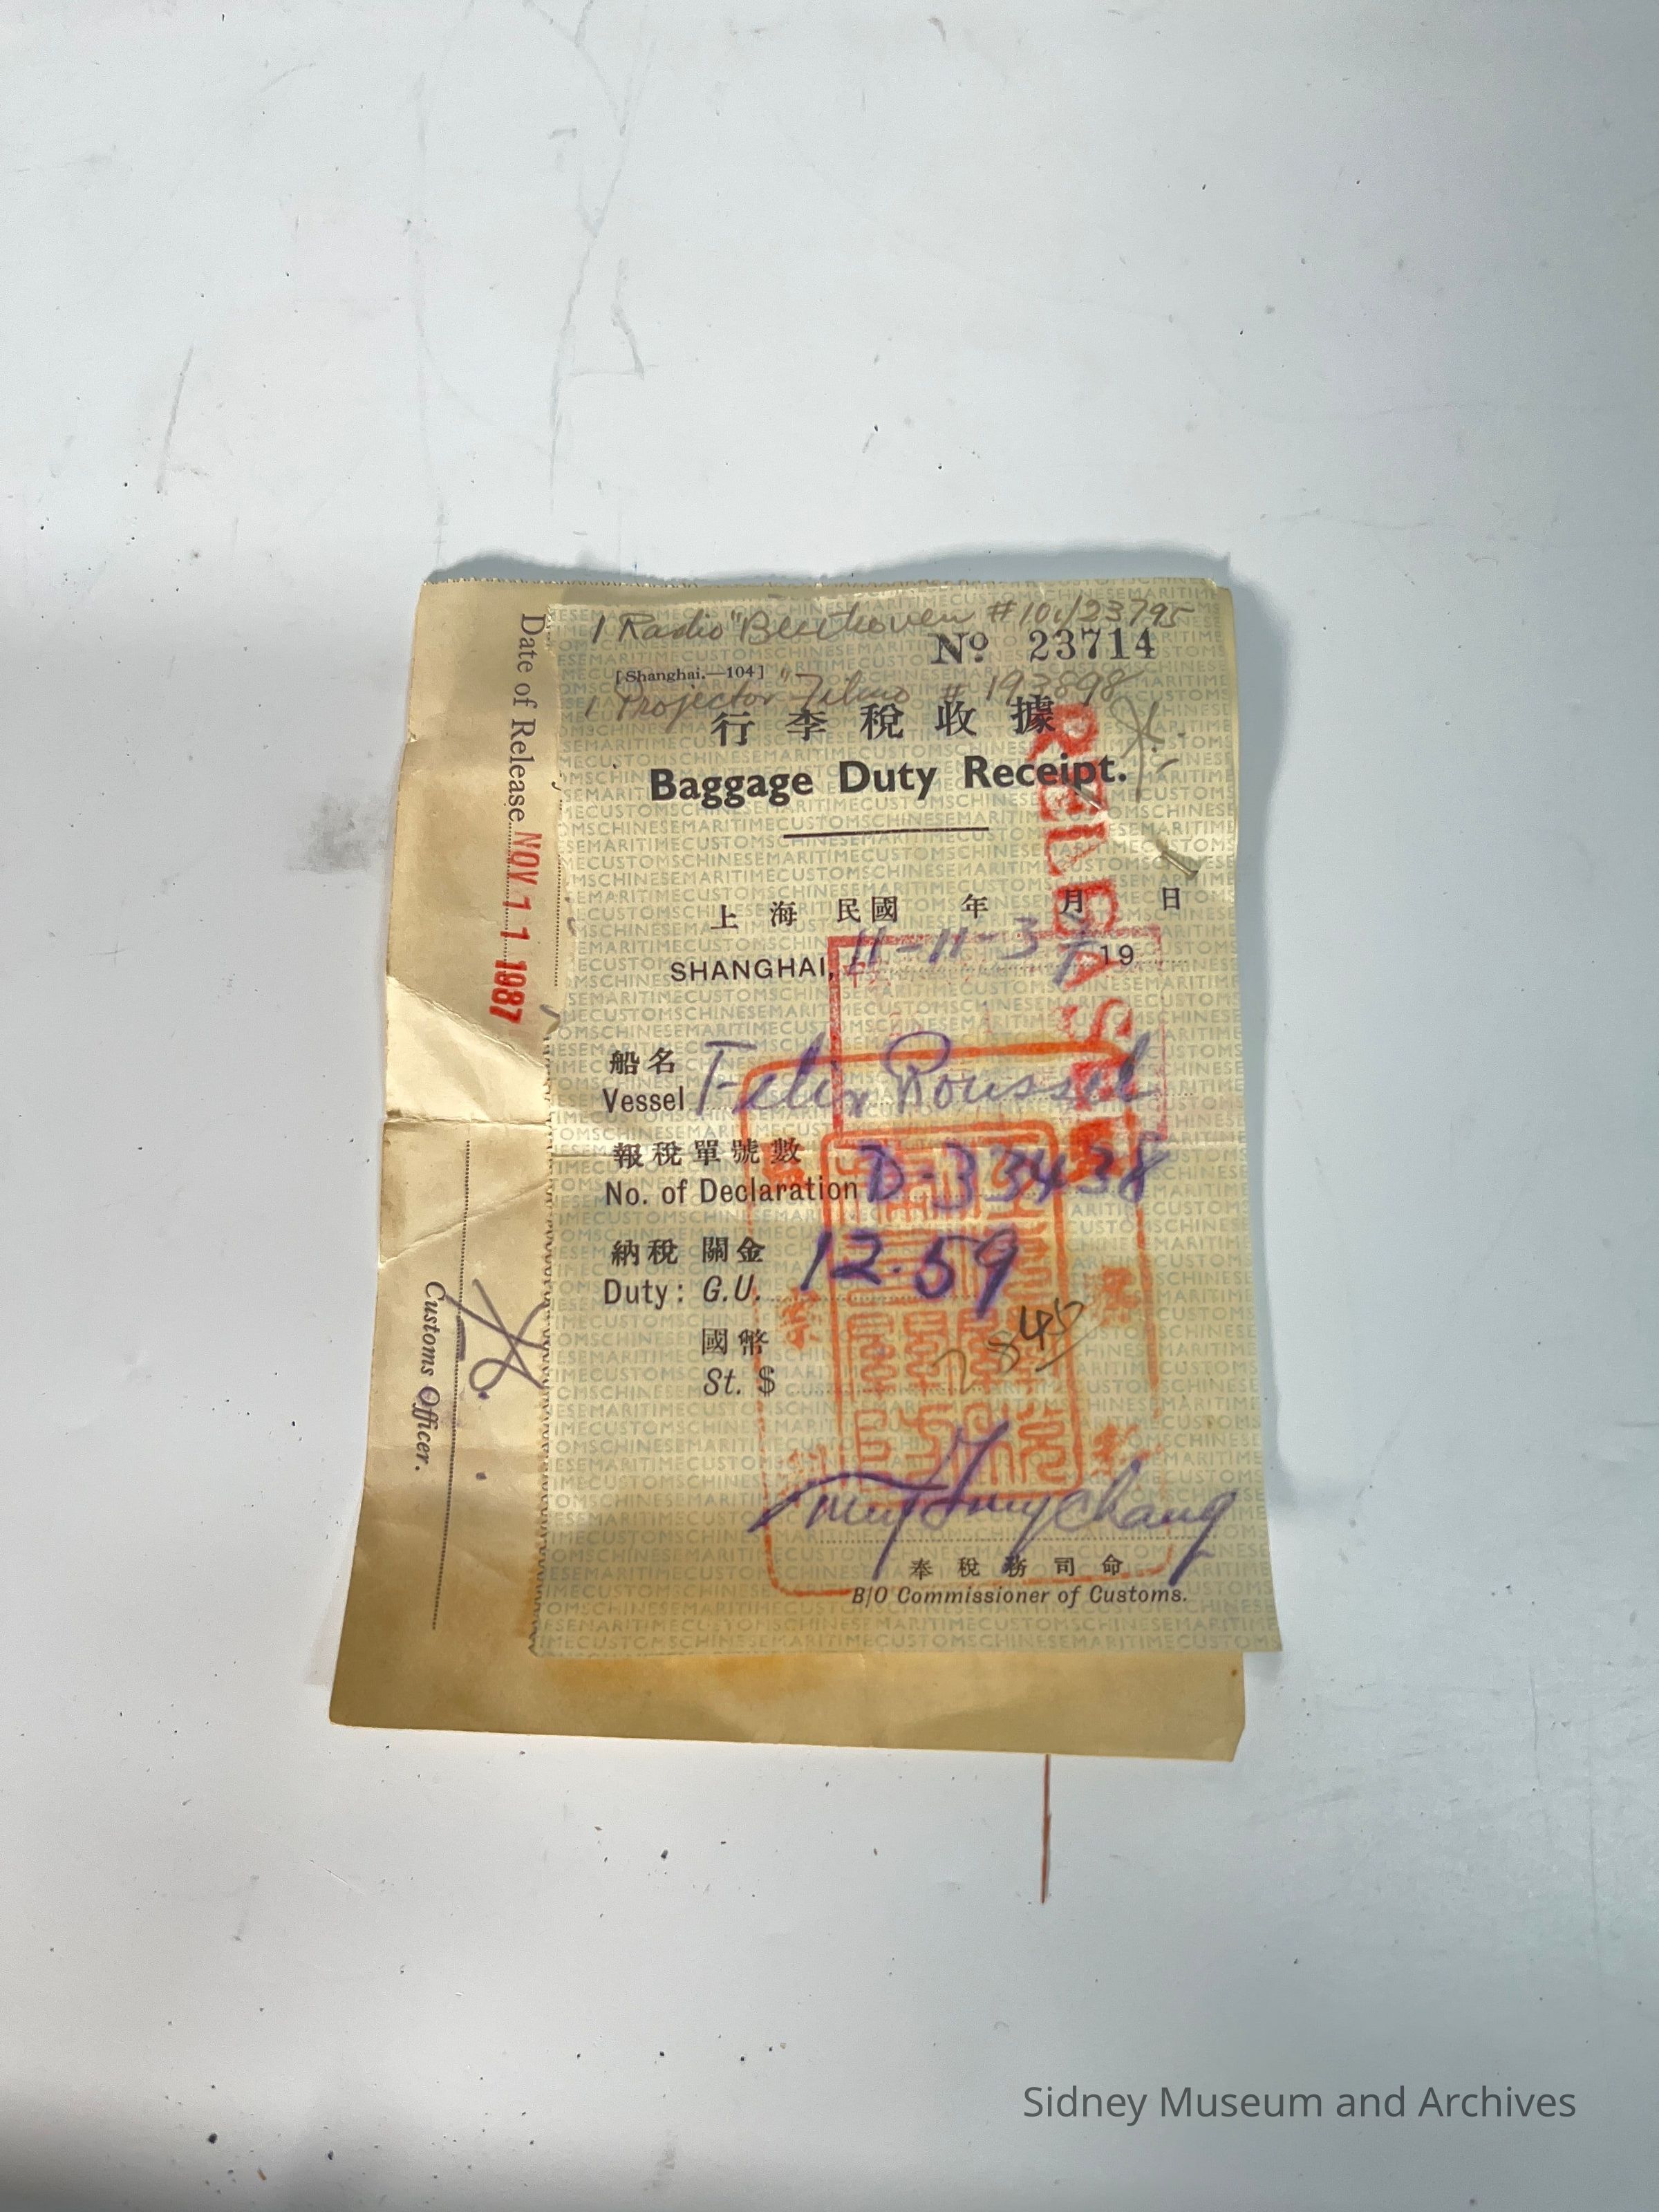 1 Radio "Beethoven #101/23795
Nº 23714
[Shanghai.—104]
1 Projector Filmo # 193898
行李稅收據
Baggage Duty Receipt.
RELEASED
上海 民國 年 月 日
SHANGHAI, 11-11-37 19
船名
Vessel Felix Roussel
報稅單號數
No. of Declaration D-33438
納稅 關金 12.59
Duty: G.U.
國幣 2845
St. $
Chang
奉稅務司命
B/O Commissioner of Customs.
Date of Release NOV 11 1937
Customs Officer.
Sidney Museum and Archives